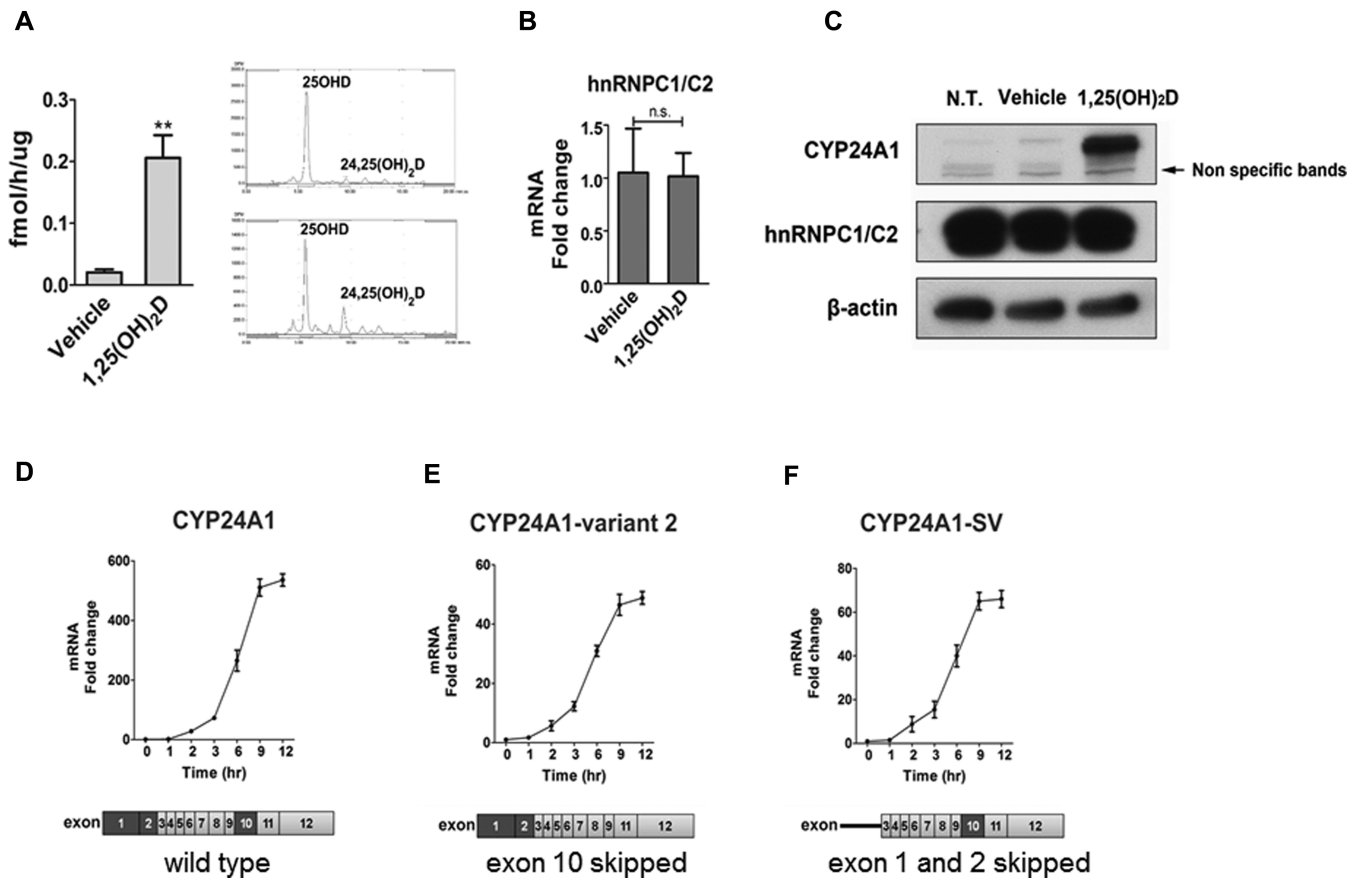 A
fmol/h/ug
0.3
0.2
0.1
0.0
**
Vehicle
1,25(OH)2D
25OHD
24,25(OH)2D
25OHD
24,25(OH)2D
B
hnRNPC1/C2
mRNA
Fold change
1.5
1.0
0.5
0.0
n.s.
Vehicle
1,25(OH)2D
C
N.T. Vehicle 1,25(OH)2D
CYP24A1
Non specific bands
hnRNPC1/C2
β-actin
D
CYP24A1
mRNA
Fold change
600
400
200
0
0 1 2 3 6 9 12
Time (hr)
exon 1 2 3 4 5 6 7 8 9 10 11 12
wild type
E
CYP24A1-variant 2
mRNA
Fold change
60
40
20
0
0 1 2 3 6 9 12
Time (hr)
exon 1 2 3 4 5 6 7 8 9 11 12
exon 10 skipped
F
CYP24A1-SV
mRNA
Fold change
80
60
40
20
0
0 1 2 3 6 9 12
Time (hr)
exon 3 4 5 6 7 8 9 10 11 12
exon 1 and 2 skipped